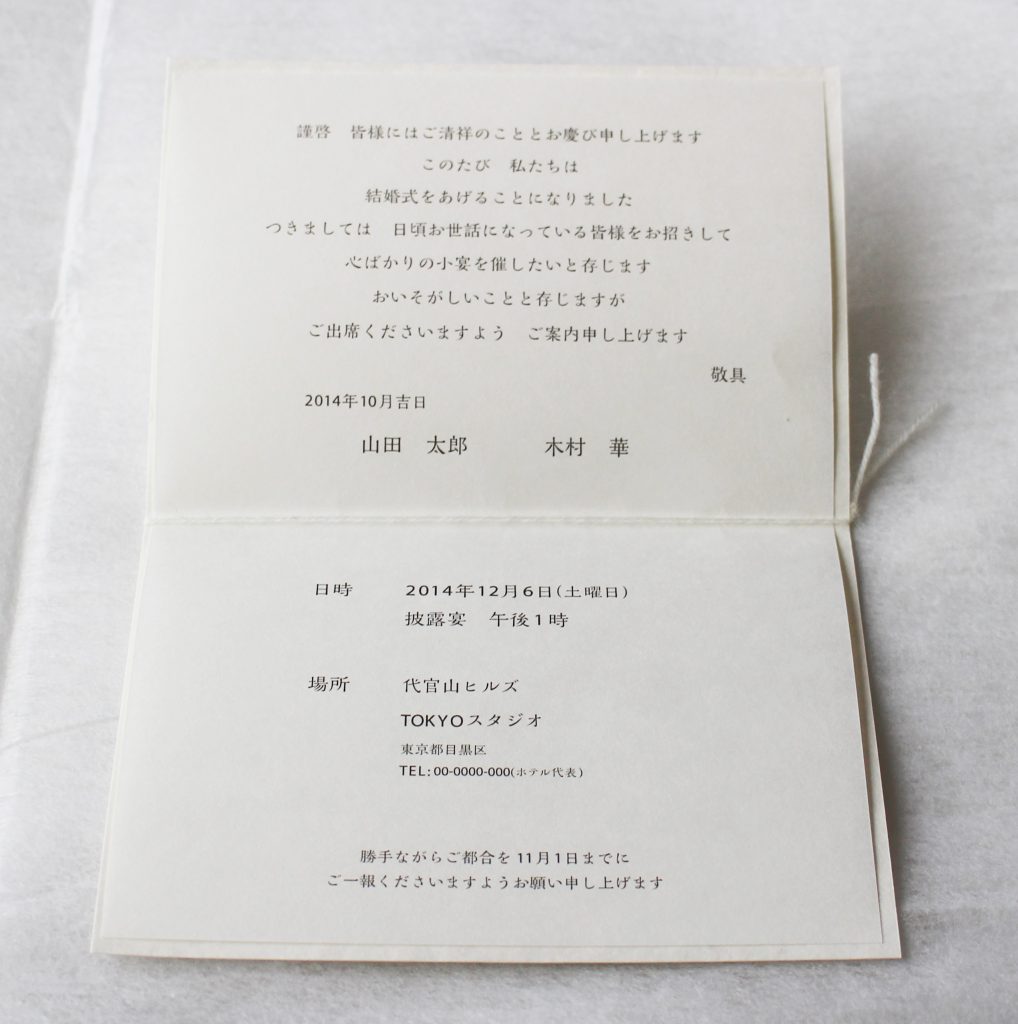 謹啓　皆様にはご清祥のこととお慶び申し上げます
このたび　私たちは
結婚式をあげることになりました
つきましては　日頃お世話になっている皆様をお招きして
心ばかりの小宴を催したいと存じます
おいそがしいことと存じますが
ご出席くださいますよう　ご案内申し上げます
敬具
2014年10月吉日
山田　太郎　　　木村　華
日時　　2014年12月6日(土曜日)
披露宴　午後1時
場所　　代官山ヒルズ
TOKYOスタジオ
東京都目黒区
TEL:00-0000-000(ホテル代表)
勝手ながらご都合を11月1日までに
ご一報くださいますようお願い申し上げます